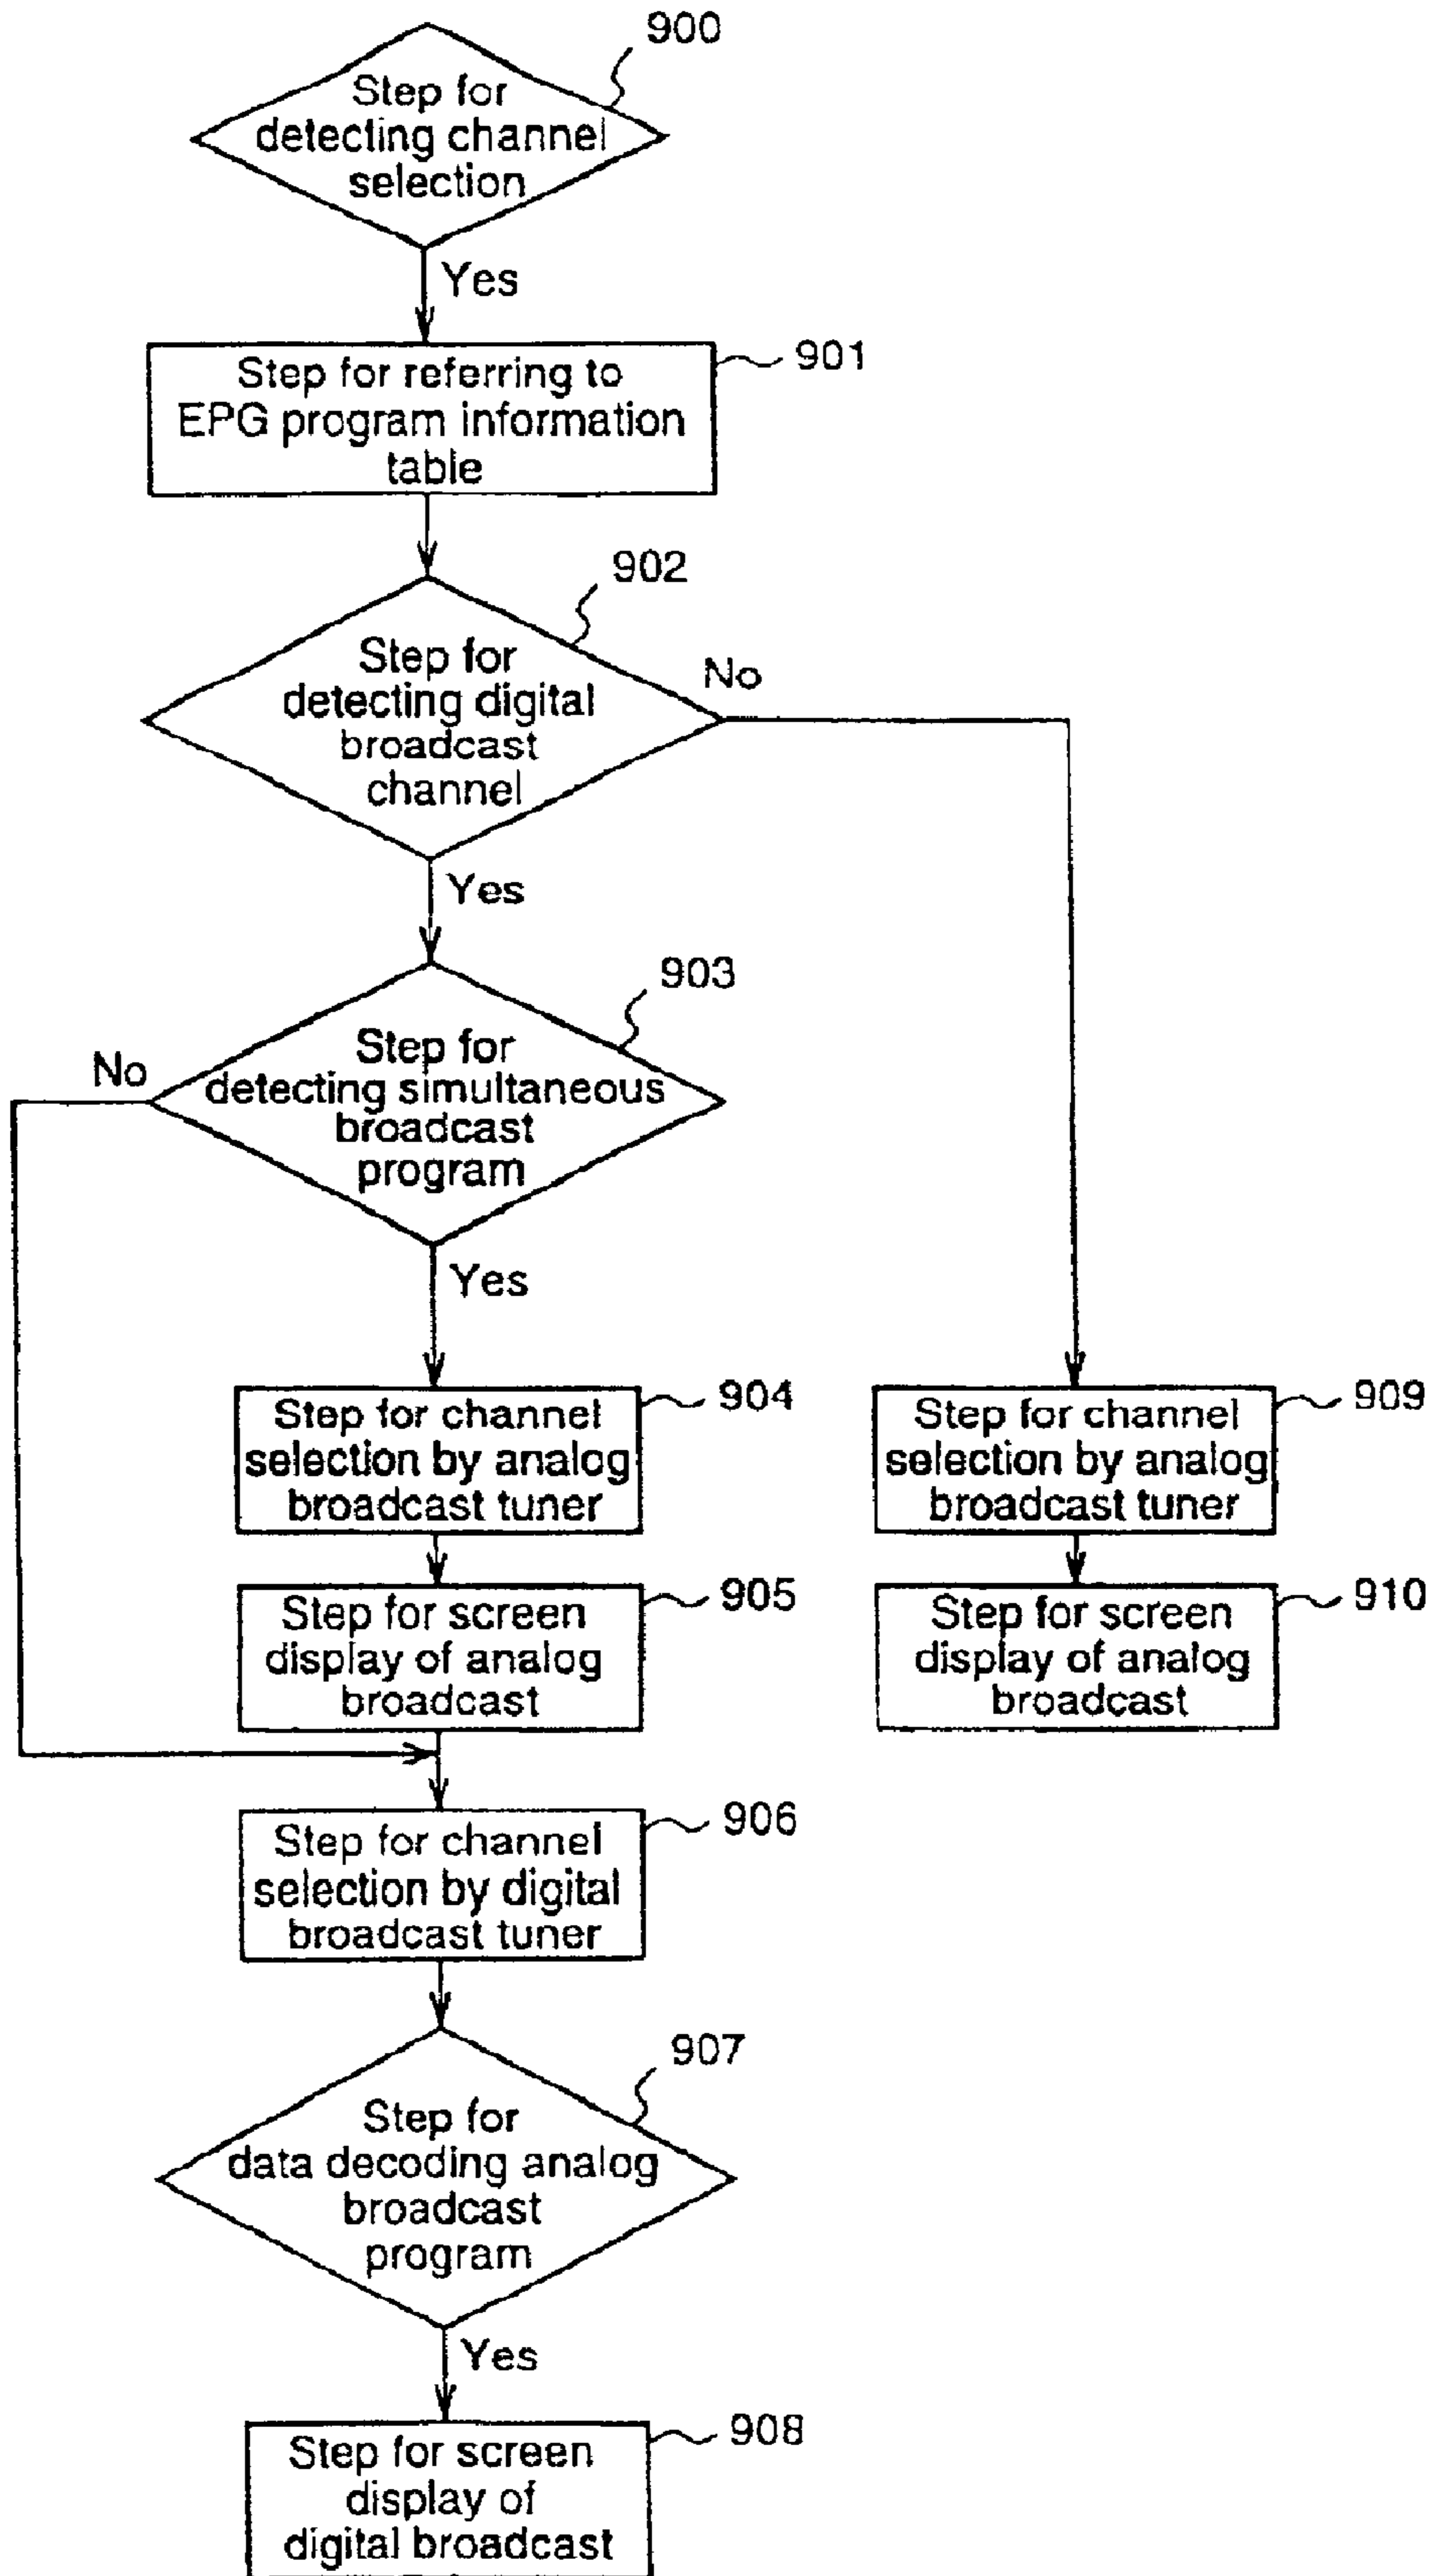 900
Step for
detecting channel
selection
Yes
901
Step for referring to
EPG program information
table
902
Step for
detecting digital
broadcast
channel
No
Yes
903
Step for
detecting simultaneous
broadcast
program
No
Yes
904
Step for channel
selection by analog
broadcast tuner
909
Step for channel
selection by analog
broadcast tuner
905
Step for screen
display of analog
broadcast
910
Step for screen
display of analog
broadcast
906
Step for channel
selection by digital
broadcast tuner
907
Step for
data decoding analog
broadcast
program
Yes
908
Step for screen
display of
digital broadcast